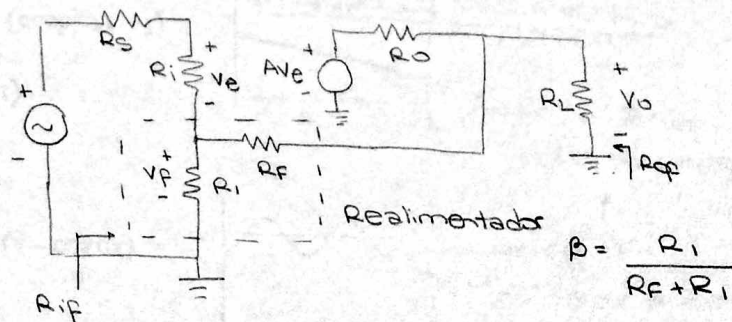 Rs
+
Ri
Ve
-
+
AVe
-
Ro
RL
+
Vo
-
Rof
+
-
+
Vf
-
R1
RF
Realimentador
Rif
β = R1
RF + R1